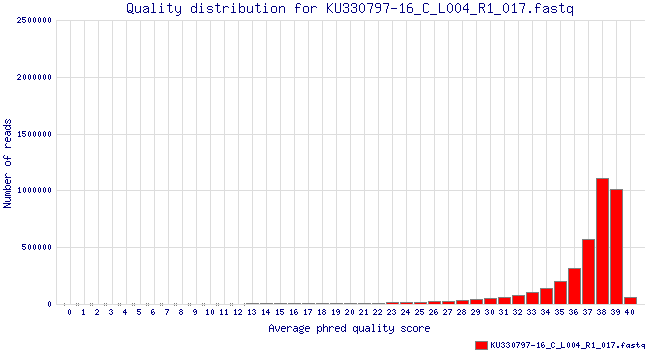 Quality distribution for KU330797-16_C_L004_R1_017.fastq
2500000
2000000
1500000
1000000
500000
0
Number of reads
0 1 2 3 4 5 6 7 8 9 10 11 12 13 14 15 16 17 18 19 20 21 22 23 24 25 26 27 28 29 30 31 32 33 34 35 36 37 38 39 40
Average phred quality score
KU330797-16_C_L004_R1_017.fastq